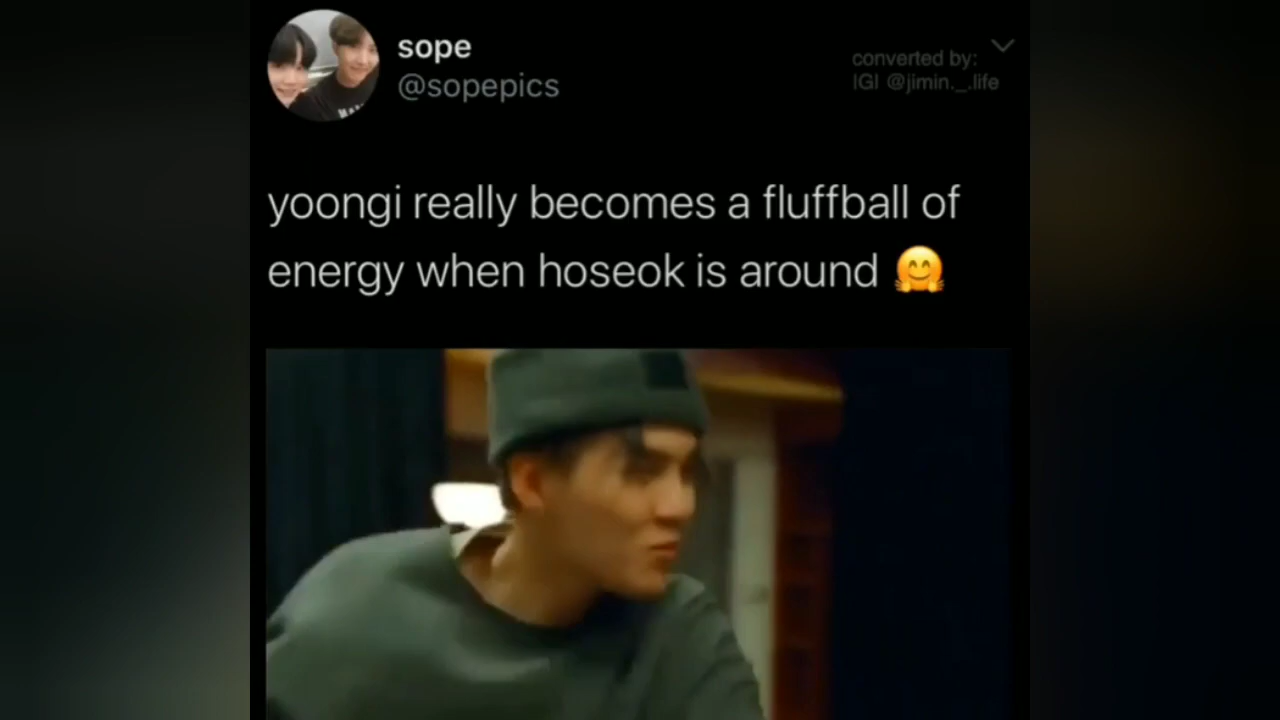 sope
@sopepics
converted by:
IGI @jimin._.life
yoongi really becomes a fluffball of
energy when hoseok is around 🤗